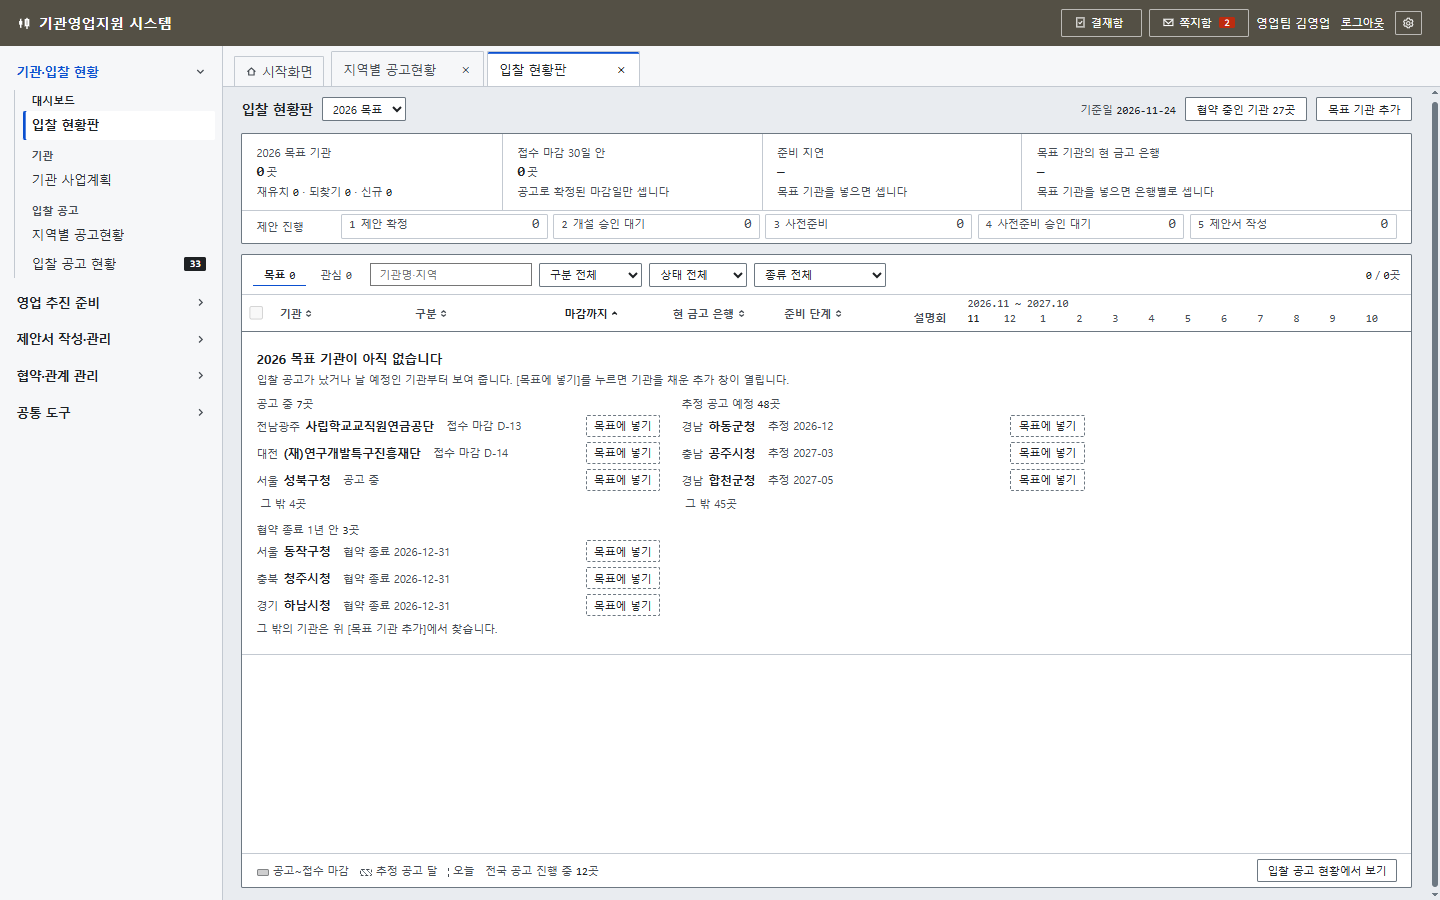 기관영업지원 시스템
결재함
쪽지함 2
영업팀 김영업
로그아웃
기관·입찰 현황
대시보드
입찰 현황판
기관
기관 사업계획
입찰 공고
지역별 공고현황
입찰 공고 현황 33
영업 추진 준비
제안서 작성·관리
협약·관계 관리
공통 도구
시작화면
지역별 공고현황 ×
입찰 현황판 ×
입찰 현황판 2026 목표
기준일 2026-11-24
협약 중인 기관 27곳
목표 기관 추가
2026 목표 기관
0곳
재유치 0 · 되찾기 0 · 신규 0
접수 마감 30일 안
0곳
공고로 확정된 마감일만 셉니다
준비 지연
—
목표 기관을 넣으면 셉니다
목표 기관의 현 금고 은행
—
목표 기관을 넣으면 은행별로 셉니다
제안 진행
1 제안 확정 0
2 개설 승인 대기 0
3 사전준비 0
4 사전준비 승인 대기 0
5 제안서 작성 0
목표 0
관심 0
기관명·지역
구분 전체
상태 전체
종류 전체
0 / 0곳
기관
구분
마감까지
현 금고 은행
준비 단계
설명회
2026.11 ~ 2027.10
11 12 1 2 3 4 5 6 7 8 9 10
2026 목표 기관이 아직 없습니다
입찰 공고가 났거나 날 예정인 기관부터 보여 줍니다. [목표에 넣기]를 누르면 기관을 채운 추가 창이 열립니다.
공고 중 7곳
전남광주 사립학교교직원연금공단 접수 마감 D-13 목표에 넣기
대전 (재)연구개발특구진흥재단 접수 마감 D-14 목표에 넣기
서울 성북구청 공고 중 목표에 넣기
그 밖 4곳
추정 공고 예정 48곳
경남 하동군청 추정 2026-12 목표에 넣기
충남 공주시청 추정 2027-03 목표에 넣기
경남 합천군청 추정 2027-05 목표에 넣기
그 밖 45곳
협약 종료 1년 안 3곳
서울 동작구청 협약 종료 2026-12-31 목표에 넣기
충북 청주시청 협약 종료 2026-12-31 목표에 넣기
경기 하남시청 협약 종료 2026-12-31 목표에 넣기
그 밖의 기관은 위 [목표 기관 추가]에서 찾습니다.
공고~접수 마감
추정 공고 달
오늘
전국 공고 진행 중 12곳
입찰 공고 현황에서 보기